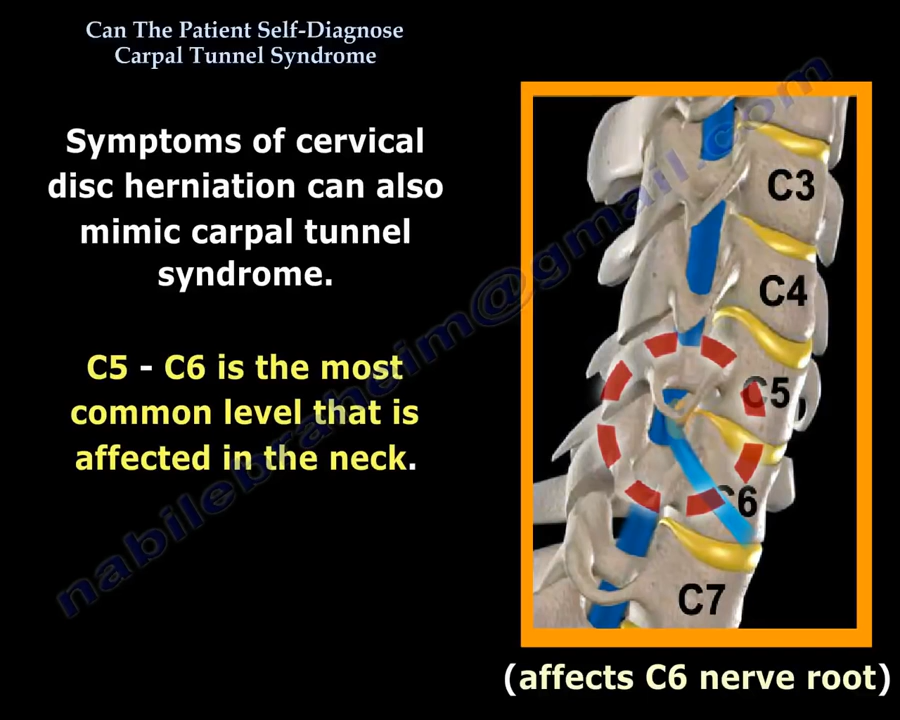 Can The Patient Self-Diagnose
Carpal Tunnel Syndrome
Symptoms of cervical
disc herniation can also
mimic carpal tunnel
syndrome.
C5 - C6 is the most
common level that is
affected in the neck.
C3
C4
C5
C6
C7
(affects C6 nerve root)
nabilebraheim@gmail.com